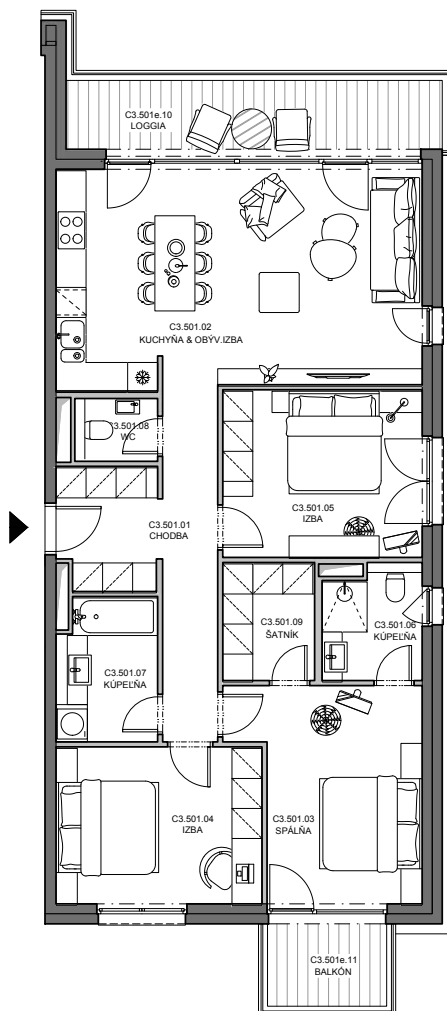 C3.501e.10
LOGGIA
C3.501.02
KUCHYŇA & OBÝV.IZBA
C3.501.08
WC
C3.501.05
IZBA
C3.501.01
CHODBA
C3.501.09
ŠATNÍK
C3.501.06
KÚPEĽŇA
C3.501.07
KÚPEĽŇA
C3.501.04
IZBA
C3.501.03
SPÁLŇA
C3.501e.11
BALKÓN